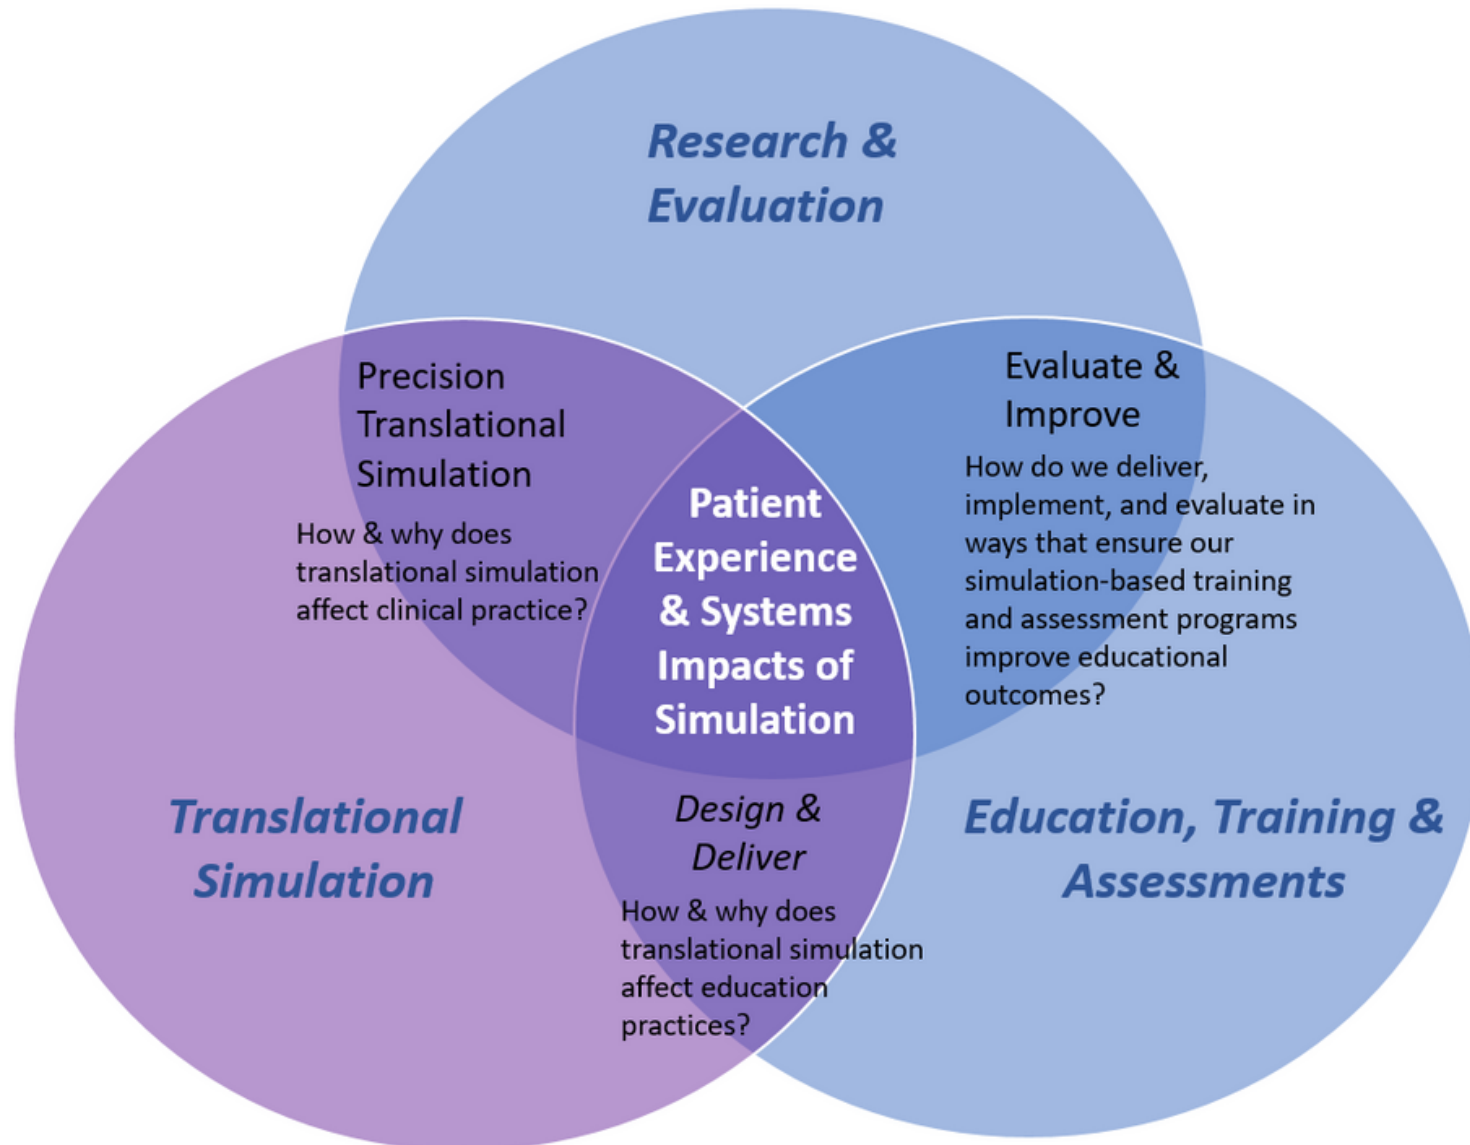 Research &
Evaluation
Precision
Translational
Simulation
How & why does
translational simulation
affect clinical practice?
Evaluate &
Improve
How do we deliver,
implement, and evaluate in
ways that ensure our
simulation-based training
and assessment programs
improve educational
outcomes?
Patient
Experience
& Systems
Impacts of
Simulation
Translational
Simulation
Design &
Deliver
How & why does
translational simulation
affect education
practices?
Education, Training &
Assessments